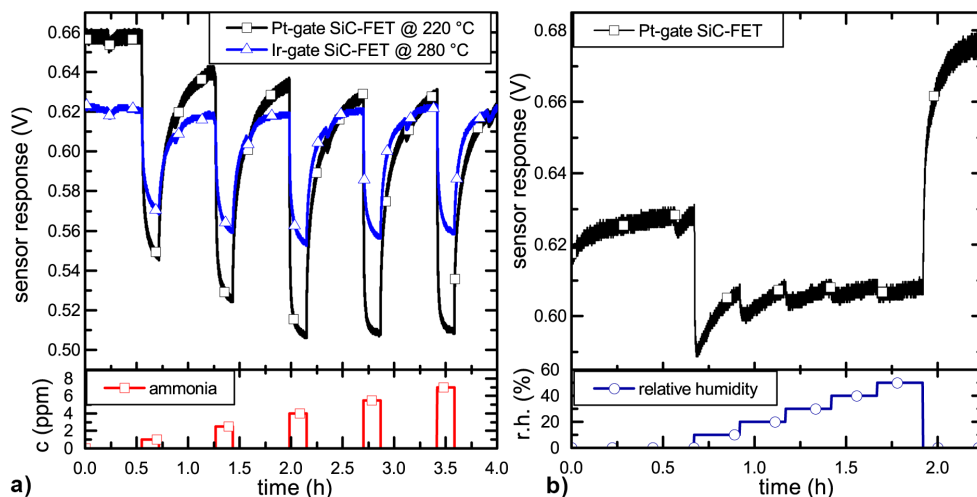 Pt-gate SiC-FET @ 220 °C
Ir-gate SiC-FET @ 280 °C
sensor response (V)
0.66
0.64
0.62
0.60
0.58
0.56
0.54
0.52
0.50
ammonia
c (ppm)
8
6
4
2
0
0.0 0.5 1.0 1.5 2.0 2.5 3.0 3.5 4.0
time (h)
a)
Pt-gate SiC-FET
sensor response (V)
0.68
0.66
0.64
0.62
0.60
relative humidity
r.h. (%)
60
40
20
0
0.0 0.5 1.0 1.5 2.0
time (h)
b)